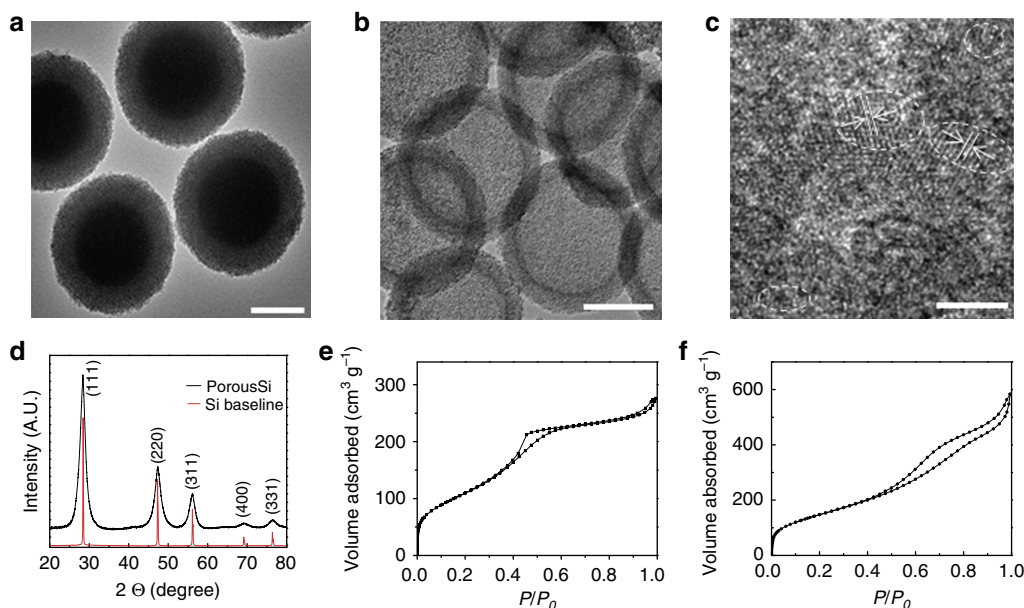 a
b
c
d
Intensity (A.U.)
(111)
(220)
(311)
(400)
(331)
PorousSi
Si baseline
20 30 40 50 60 70 80
2 Θ (degree)
e
Volume adsorbed (cm³ g⁻¹)
300
200
100
0
0.0 0.2 0.4 0.6 0.8 1.0
P/P₀
f
Volume absorbed (cm³ g⁻¹)
600
400
200
0
0.0 0.2 0.4 0.6 0.8 1.0
P/P₀